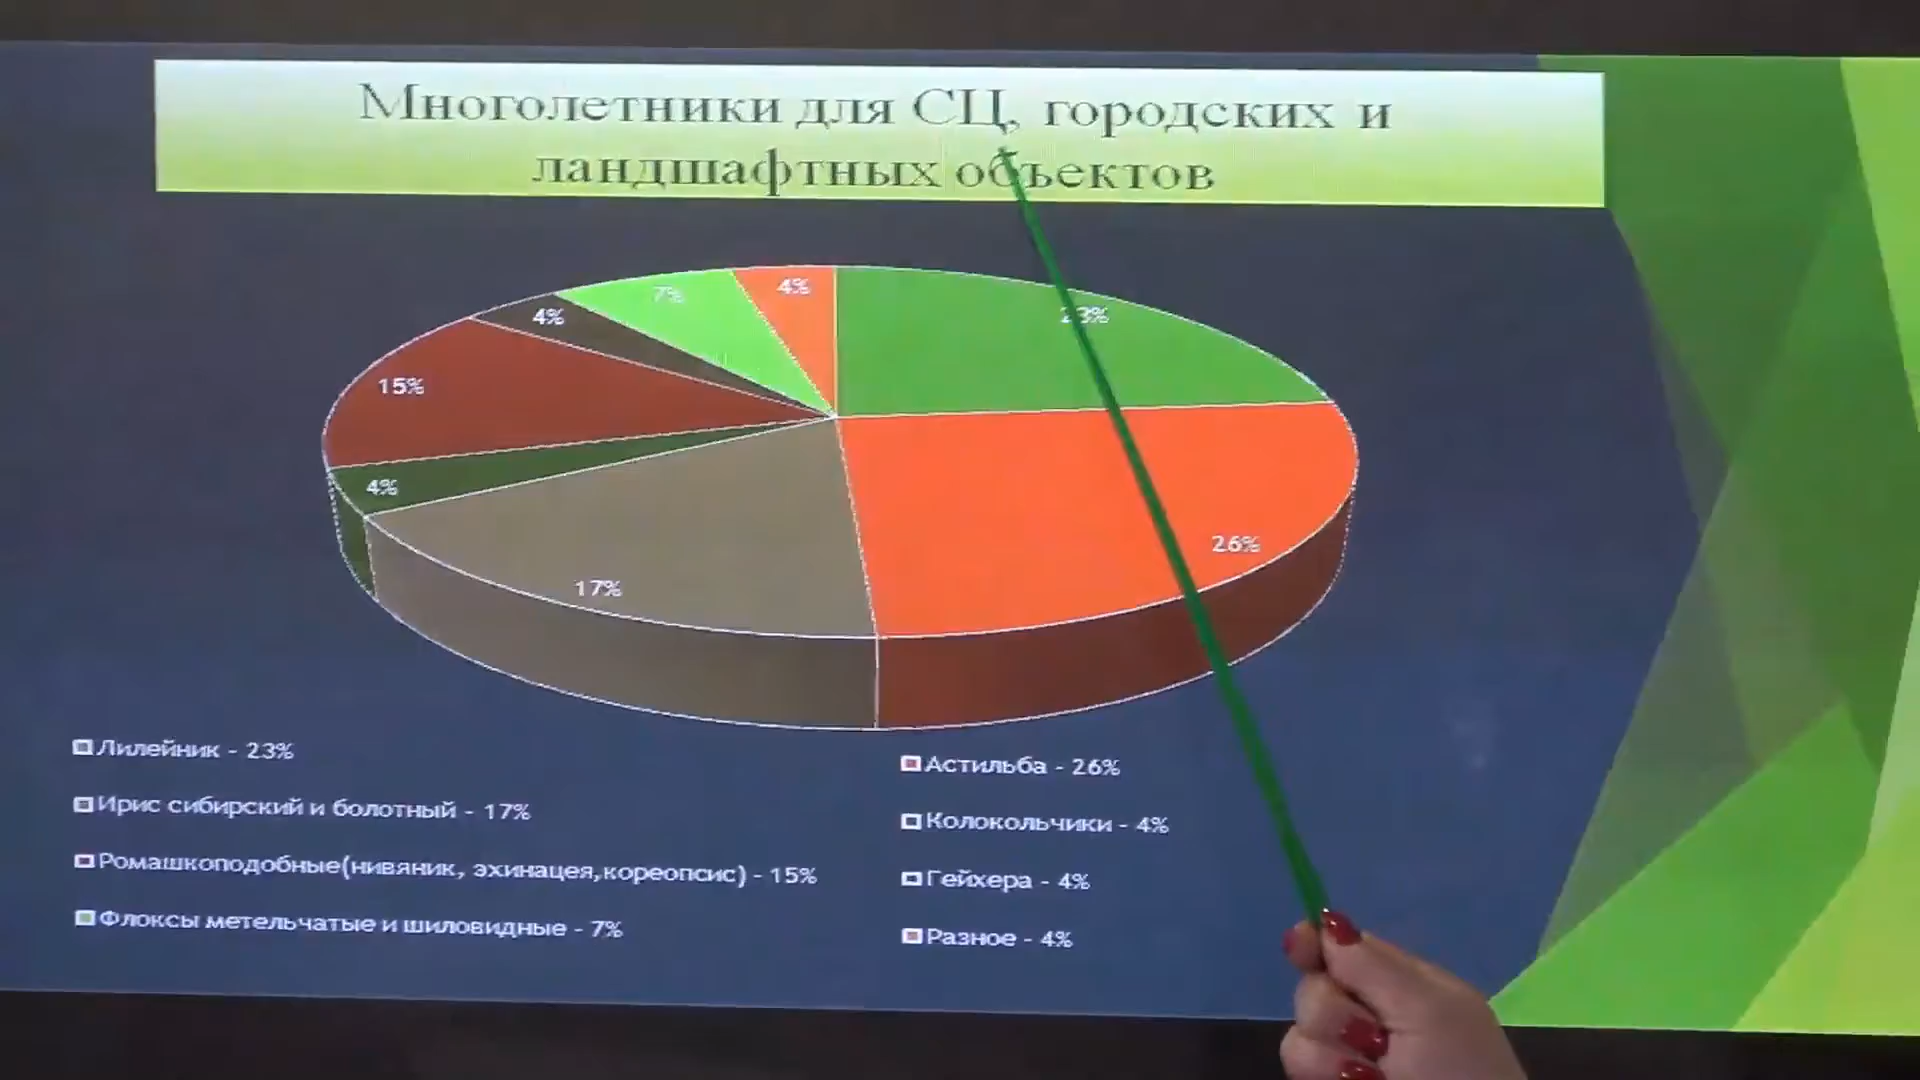 Многолетники для СЦ, городских и
ландшафтных объектов
4%
7%
4%
23%
15%
4%
26%
17%
Лилейник - 23%
Астильба - 26%
Ирис сибирский и болотный - 17%
Колокольчики - 4%
Ромашкоподобные(нивяник, эхинацея,кореопсис) - 15%
Гейхера - 4%
Флоксы метельчатые и шиловидные - 7%
Разное - 4%